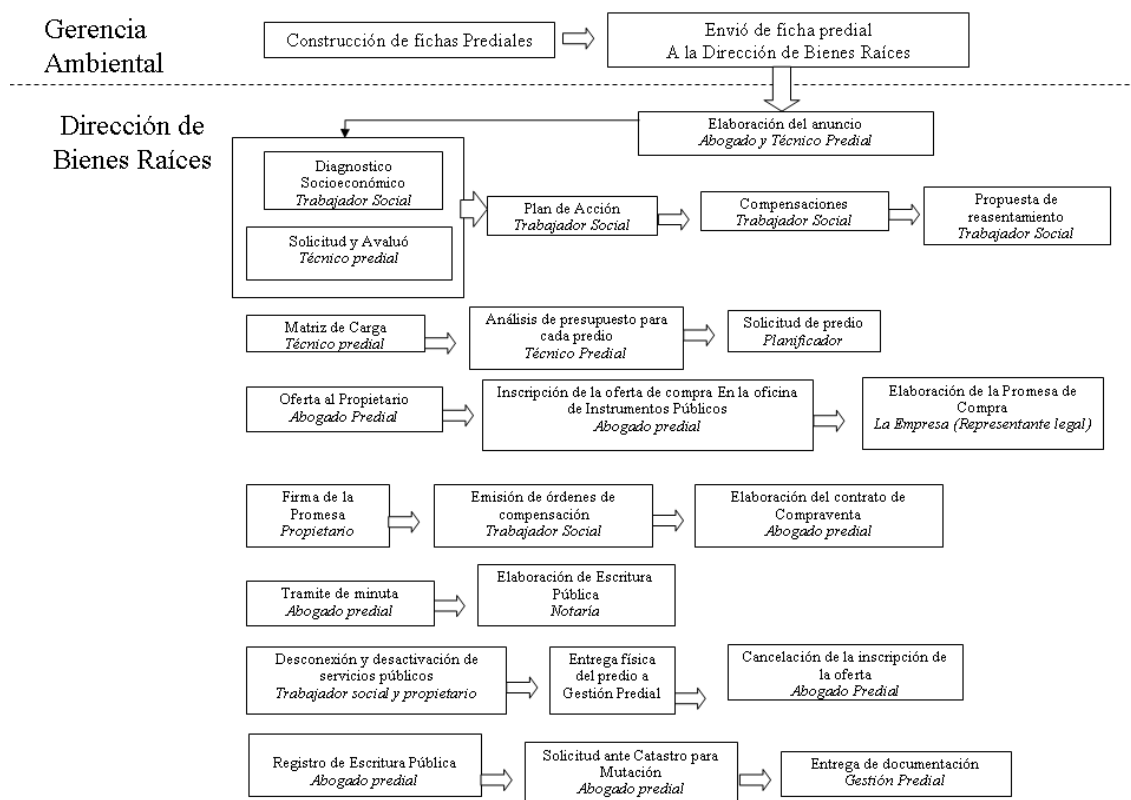 Gerencia
Ambiental
Construcción de fichas Prediales
Envió de ficha predial
A la Dirección de Bienes Raíces
Dirección de
Bienes Raíces
Elaboración del anuncio
Abogado y Técnico Predial
Diagnostico
Socioeconómico
Trabajador Social
Solicitud y Avaluó
Técnico predial
Plan de Acción
Trabajador Social
Compensaciones
Trabajador Social
Propuesta de
reasentamiento
Trabajador Social
Matriz de Carga
Técnico predial
Análisis de presupuesto para
cada predio
Técnico Predial
Solicitud de predio
Planificador
Oferta al Propietario
Abogado Predial
Inscripción de la oferta de compra En la oficina
de Instrumentos Públicos
Abogado predial
Elaboración de la Promesa de
Compra
La Empresa (Representante legal)
Firma de la
Promesa
Propietario
Emisión de órdenes de
compensación
Trabajador Social
Elaboración del contrato de
Compraventa
Abogado predial
Tramite de minuta
Abogado predial
Elaboración de Escritura
Pública
Notaría
Desconexión y desactivación de
servicios públicos
Trabajador social y propietario
Entrega física
del predio a
Gestión Predial
Cancelación de la inscripción de
la oferta
Abogado Predial
Registro de Escritura Pública
Abogado predial
Solicitud ante Catastro para
Mutación
Abogado predial
Entrega de documentación
Gestión Predial